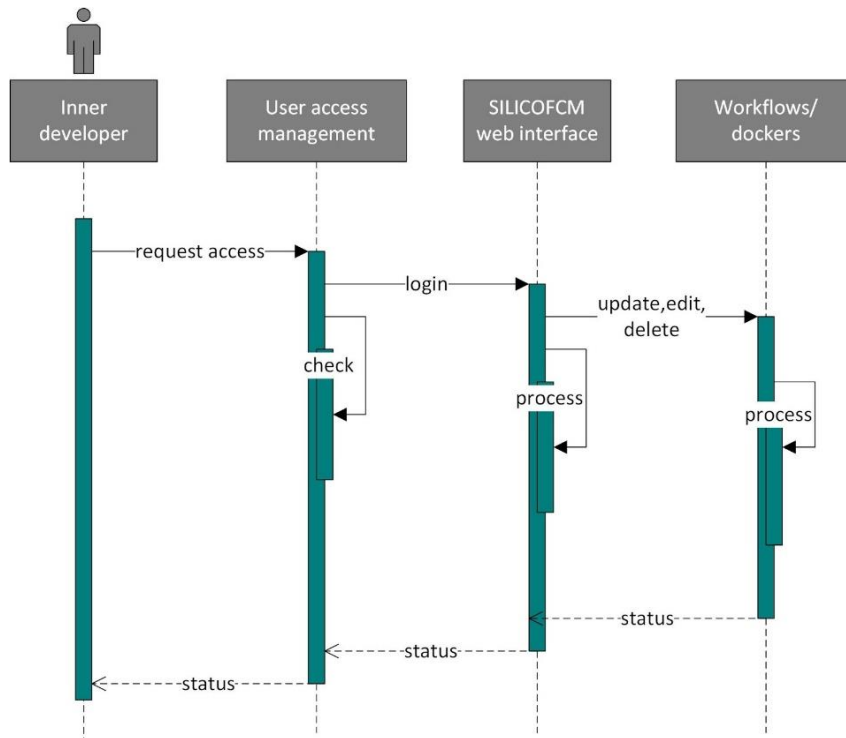 Inner
developer
User access
management
SILICOFCM
web interface
Workflows/
dockers
request access
login
update,edit,
delete
check
process
process
status
status
status